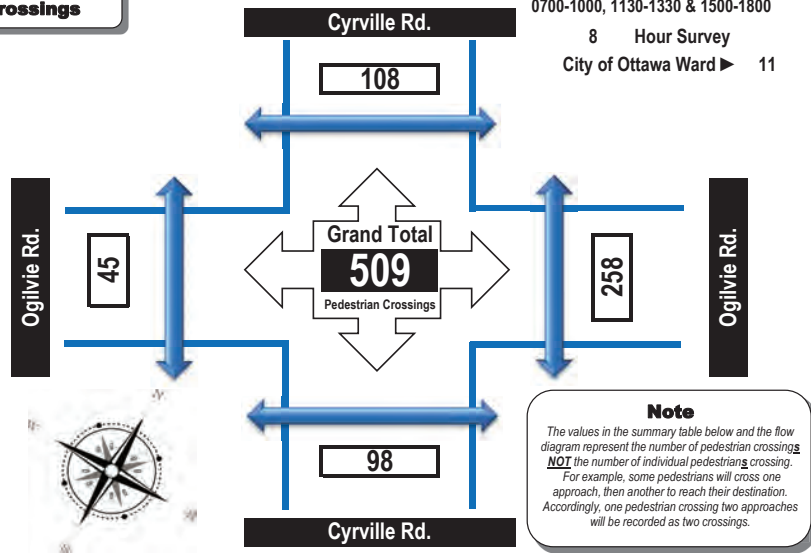 rossings
0700-1000, 1130-1330 & 1500-1800
8 Hour Survey
City of Ottawa Ward ► 11
Cyrville Rd.
108
Ogilvie Rd.
45
Grand Total
509
Pedestrian Crossings
258
Ogilvie Rd.
98
Cyrville Rd.
Note
The values in the summary table below and the flow
diagram represent the number of pedestrian crossings
NOT the number of individual pedestrians crossing.
For example, some pedestrians will cross one
approach, then another to reach their destination.
Accordingly, one pedestrian crossing two approaches
will be recorded as two crossings.